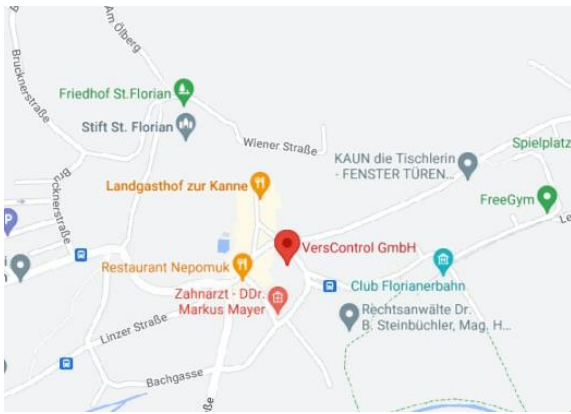 Am Ölberg
Brucknerstraße
Friedhof St.Florian
Stift St. Florian
Wiener Straße
KAUN die Tischlerin
- FENSTER TÜREN...
Spielplatz
Landgasthof zur Kanne
FreeGym
Le
Brucknerstraße
P
VersControl GmbH
Restaurant Nepomuk
Club Florianerbahn
Zahnarzt - DDr.
Markus Mayer
Rechtsanwälte Dr.
B. Steinbüchler, Mag. H...
Linzer Straße
Bachgasse